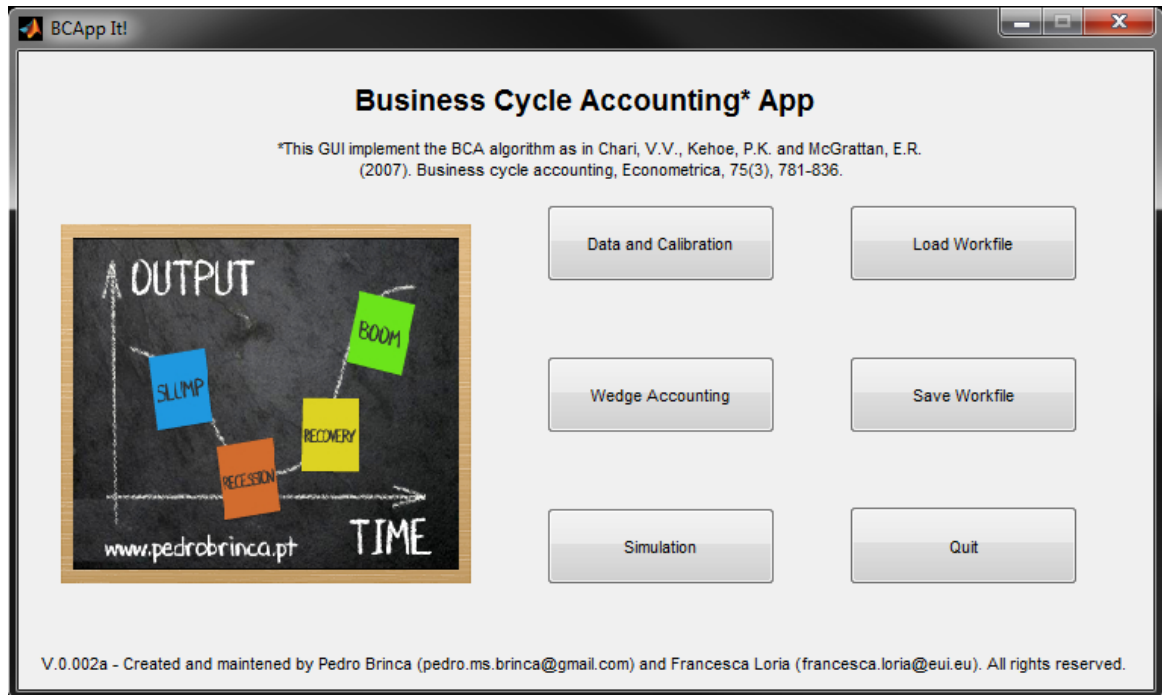 BCApp It!
Business Cycle Accounting* App
*This GUI implement the BCA algorithm as in Chari, V.V., Kehoe, P.K. and McGrattan, E.R.
(2007). Business cycle accounting, Econometrica, 75(3), 781-836.
Data and Calibration
Load Workfile
OUTPUT
BOOM
SLUMP
Wedge Accounting
Save Workfile
RECOVERY
RECESSION
TIME
www.pedrobrinca.pt
Simulation
Quit
V.0.002a - Created and maintened by Pedro Brinca (pedro.ms.brinca@gmail.com) and Francesca Loria (francesca.loria@eui.eu). All rights reserved.